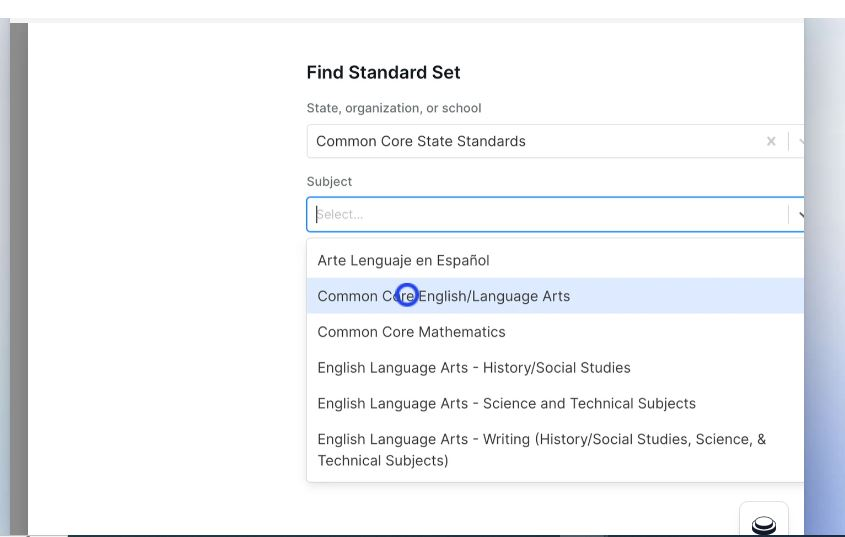 Find Standard Set
State, organization, or school
Common Core State Standards
Subject
Select...
Arte Lenguaje en Español
Common Core English/Language Arts
Common Core Mathematics
English Language Arts - History/Social Studies
English Language Arts - Science and Technical Subjects
English Language Arts - Writing (History/Social Studies, Science, &
Technical Subjects)